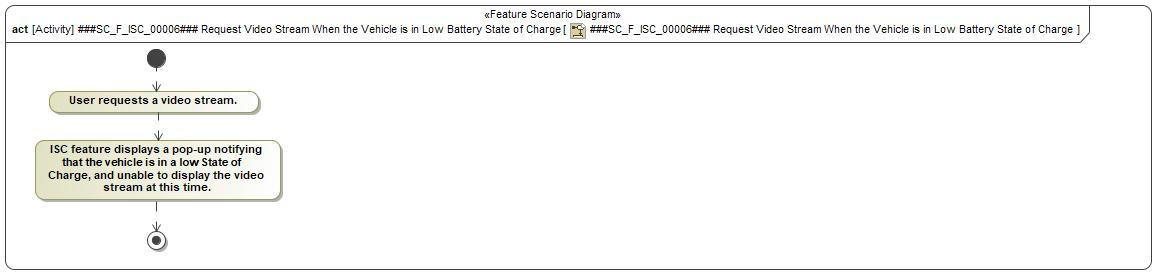 «Feature Scenario Diagram»
act [Activity] ###SC_F_ISC_00006### Request Video Stream When the Vehicle is in Low Battery State of Charge [ ###SC_F_ISC_00006### Request Video Stream When the Vehicle is in Low Battery State of Charge ]
User requests a video stream.
ISC feature displays a pop-up notifying
that the vehicle is in a low State of
Charge, and unable to display the video
stream at this time.